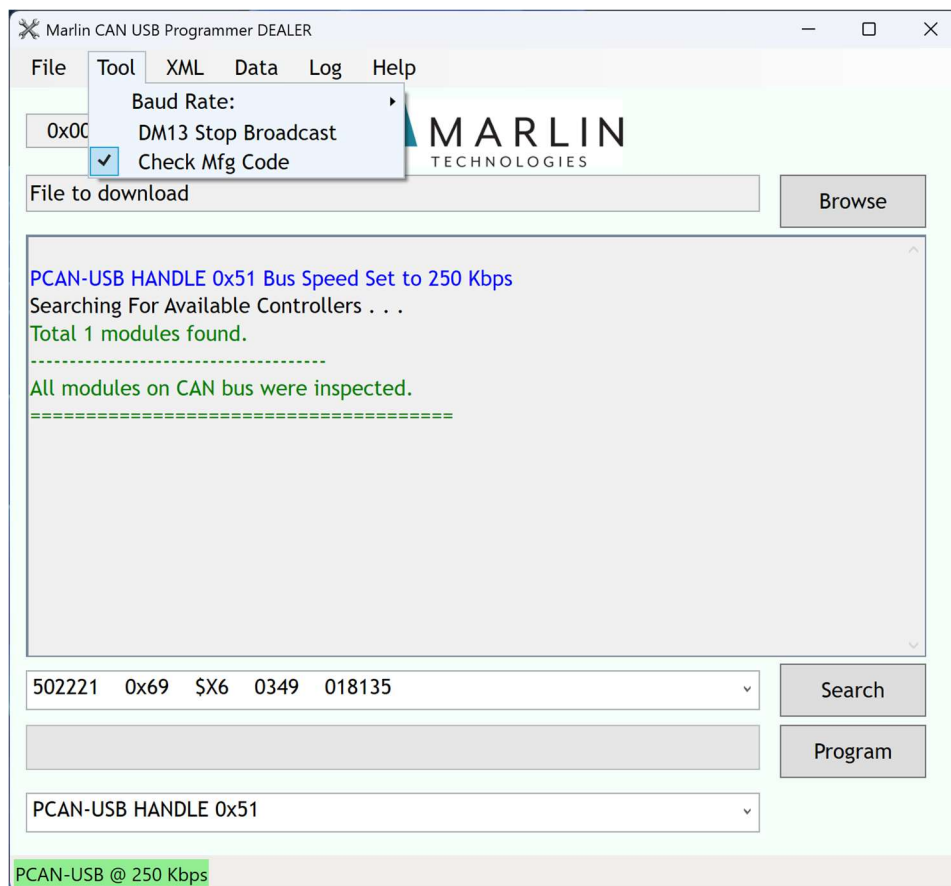 Marlin CAN USB Programmer DEALER
File Tool XML Data Log Help
Baud Rate:
DM13 Stop Broadcast
Check Mfg Code
0x00
MARLIN
TECHNOLOGIES
File to download
Browse
PCAN-USB HANDLE 0x51 Bus Speed Set to 250 Kbps
Searching For Available Controllers . . .
Total 1 modules found.
--------------------------------------
All modules on CAN bus were inspected.
======================================
502221 0x69 $X6 0349 018135
Search
Program
PCAN-USB HANDLE 0x51
PCAN-USB @ 250 Kbps